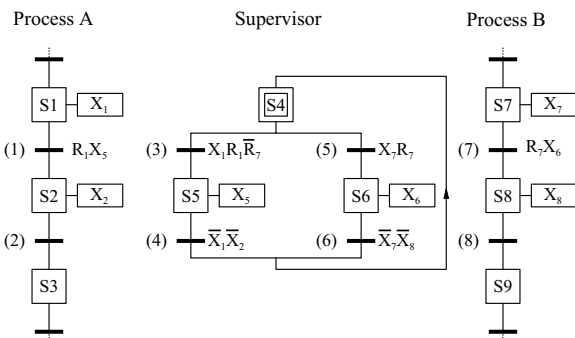 Process A
Supervisor
Process B
S1
X₁
S4
S7
X₇
(1)
R₁X₅
(3)
X₁R₁R̅₇
(5)
X₇R₇
(7)
R₇X₆
S2
X₂
S5
X₅
S6
X₆
S8
X₈
(2)
(4)
X̅₁X̅₂
(6)
X̅₇X̅₈
(8)
S3
S9